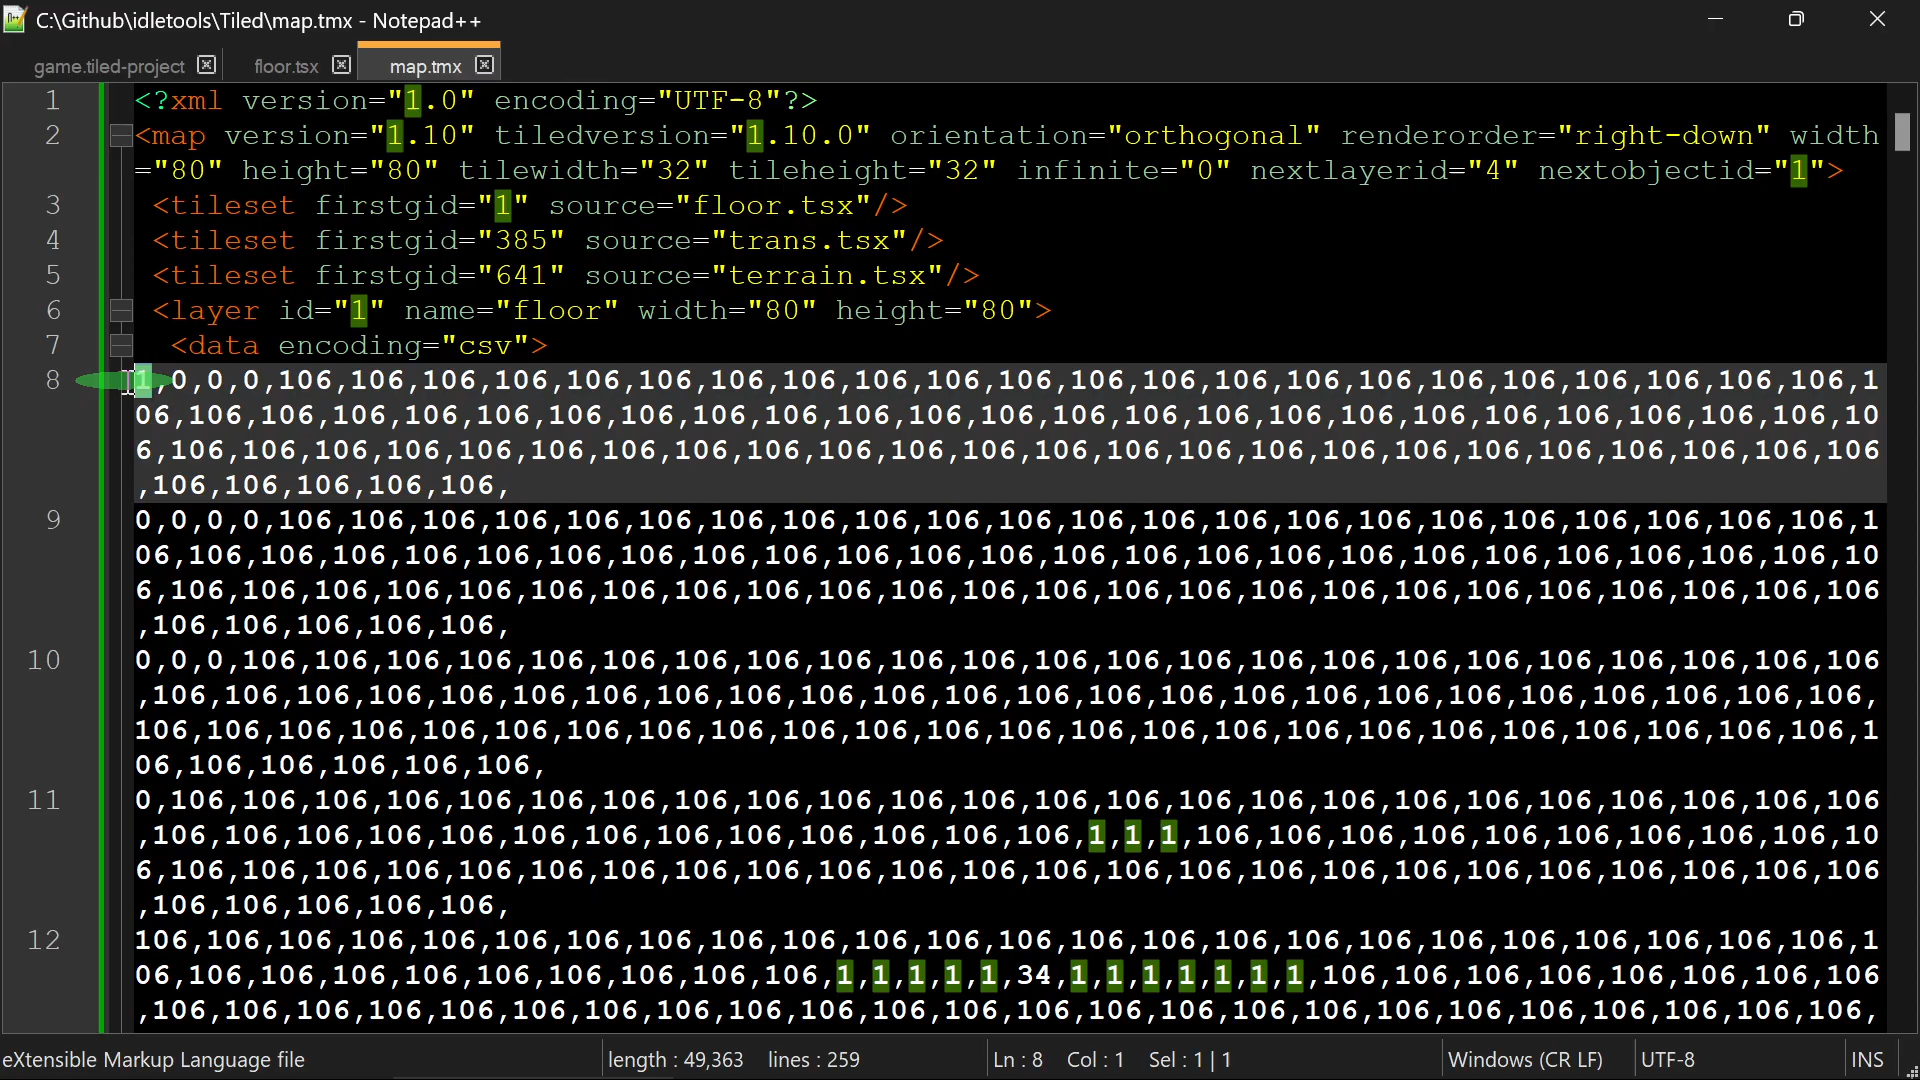 C:\Github\idletools\Tiled\map.tmx - Notepad++
game.tiled-project floor.tsx map.tmx
1 <?xml version="1.0" encoding="UTF-8"?>
2 <map version="1.10" tiledversion="1.10.0" orientation="orthogonal" renderorder="right-down" width
="80" height="80" tilewidth="32" tileheight="32" infinite="0" nextlayerid="4" nextobjectid="1">
3 <tileset firstgid="1" source="floor.tsx"/>
4 <tileset firstgid="385" source="trans.tsx"/>
5 <tileset firstgid="641" source="terrain.tsx"/>
6 <layer id="1" name="floor" width="80" height="80">
7 <data encoding="csv">
8 1,0,0,0,106,106,106,106,106,106,106,106,106,106,106,106,106,106,106,106,106,106,106,106,106,106,1
06,106,106,106,106,106,106,106,106,106,106,106,106,106,106,106,106,106,106,106,106,106,106,106,10
6,106,106,106,106,106,106,106,106,106,106,106,106,106,106,106,106,106,106,106,106,106,106,106,106
,106,106,106,106,106,
9 0,0,0,0,106,106,106,106,106,106,106,106,106,106,106,106,106,106,106,106,106,106,106,106,106,106,1
06,106,106,106,106,106,106,106,106,106,106,106,106,106,106,106,106,106,106,106,106,106,106,106,10
6,106,106,106,106,106,106,106,106,106,106,106,106,106,106,106,106,106,106,106,106,106,106,106,106
,106,106,106,106,106,
10 0,0,0,106,106,106,106,106,106,106,106,106,106,106,106,106,106,106,106,106,106,106,106,106,106,106
,106,106,106,106,106,106,106,106,106,106,106,106,106,106,106,106,106,106,106,106,106,106,106,106,
106,106,106,106,106,106,106,106,106,106,106,106,106,106,106,106,106,106,106,106,106,106,106,106,1
06,106,106,106,106,106,
11 0,106,106,106,106,106,106,106,106,106,106,106,106,106,106,106,106,106,106,106,106,106,106,106,106
,106,106,106,106,106,106,106,106,106,106,106,106,106,1,1,1,106,106,106,106,106,106,106,106,106,10
6,106,106,106,106,106,106,106,106,106,106,106,106,106,106,106,106,106,106,106,106,106,106,106,106
,106,106,106,106,106,
12 106,106,106,106,106,106,106,106,106,106,106,106,106,106,106,106,106,106,106,106,106,106,106,106,1
06,106,106,106,106,106,106,106,106,106,1,1,1,1,1,34,1,1,1,1,1,1,1,106,106,106,106,106,106,106,106
,106,106,106,106,106,106,106,106,106,106,106,106,106,106,106,106,106,106,106,106,106,106,106,106,
eXtensible Markup Language file length : 49,363 lines : 259 Ln : 8 Col : 1 Sel : 1 | 1 Windows (CR LF) UTF-8 INS